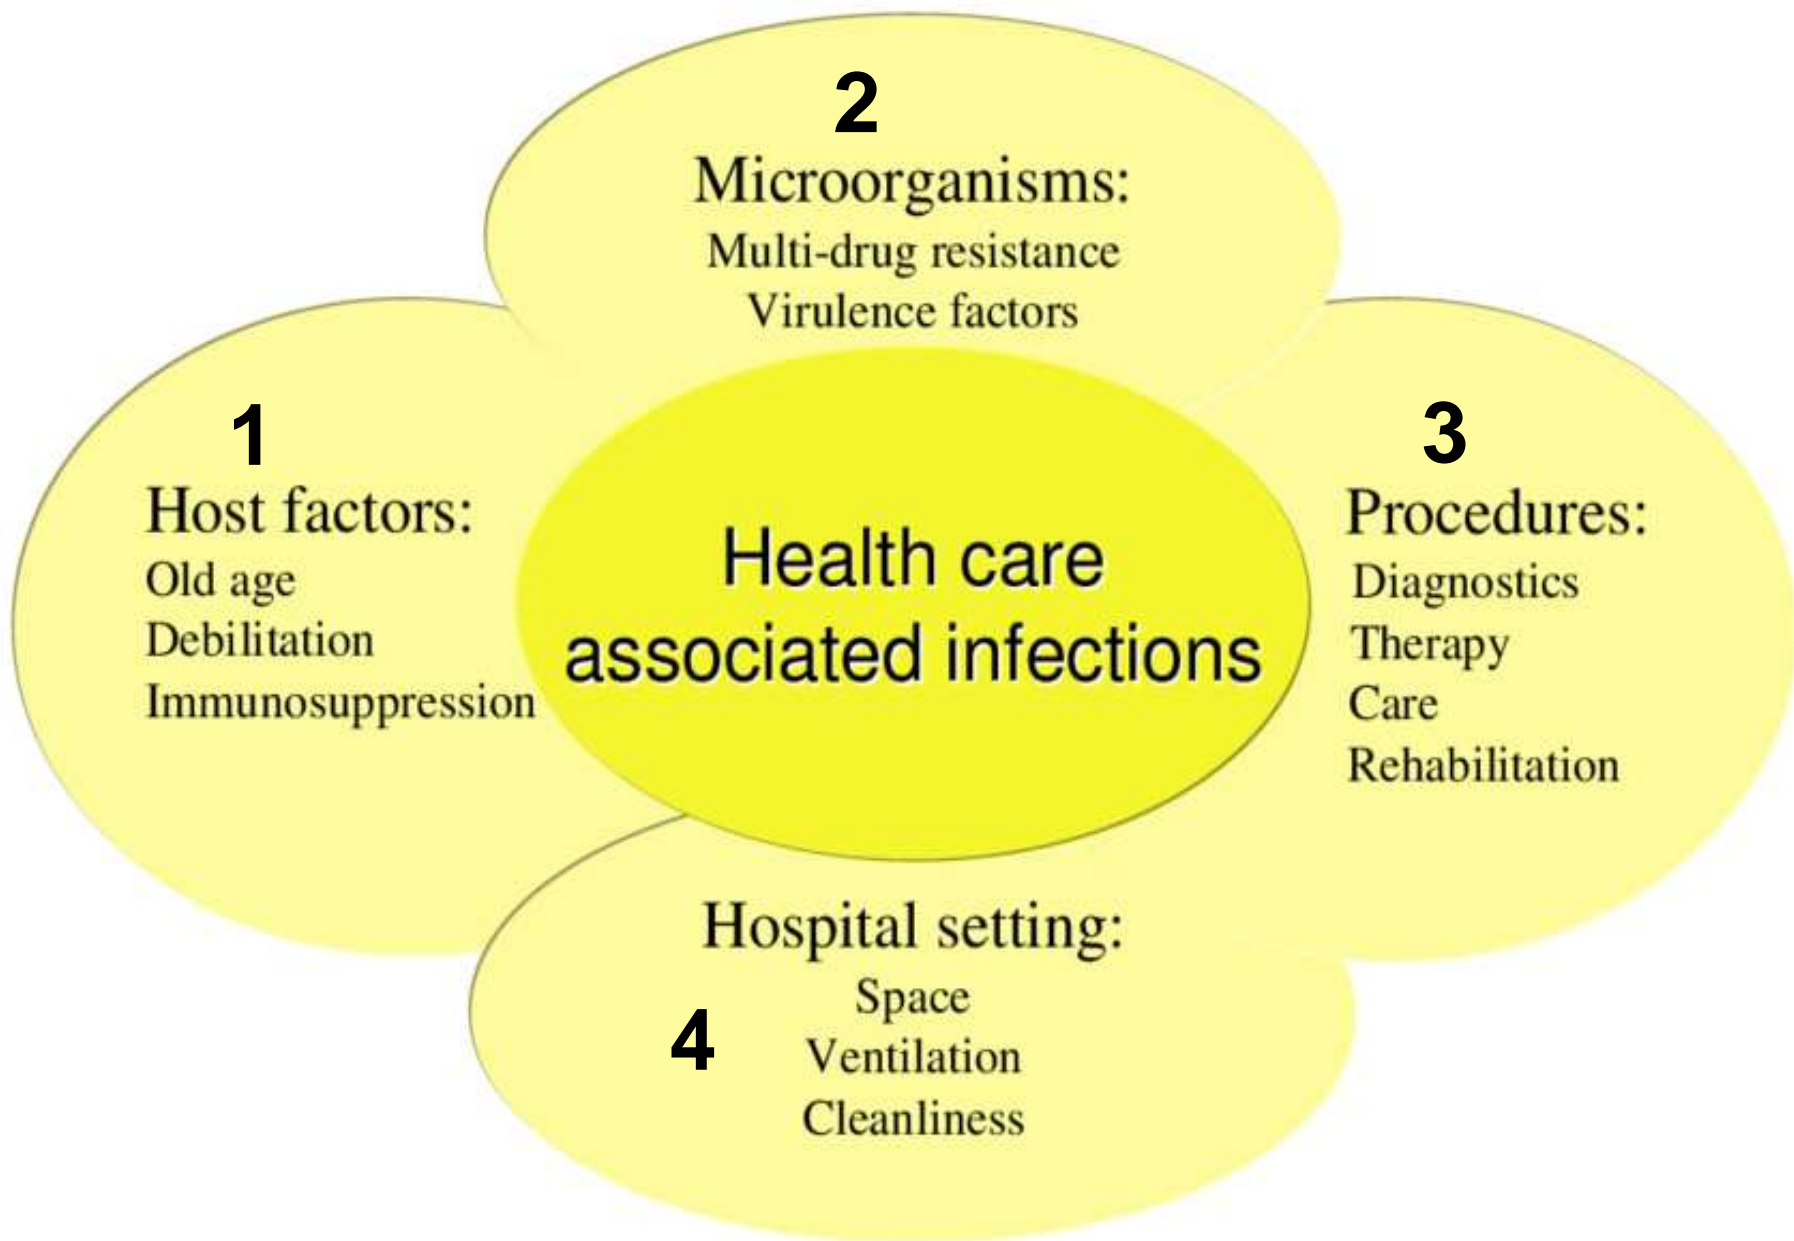 2
Microorganisms:
Multi-drug resistance
Virulence factors
1
Host factors:
Old age
Debilitation
Immunosuppression
Health care
associated infections
3
Procedures:
Diagnostics
Therapy
Care
Rehabilitation
Hospital setting:
Space
4
Ventilation
Cleanliness